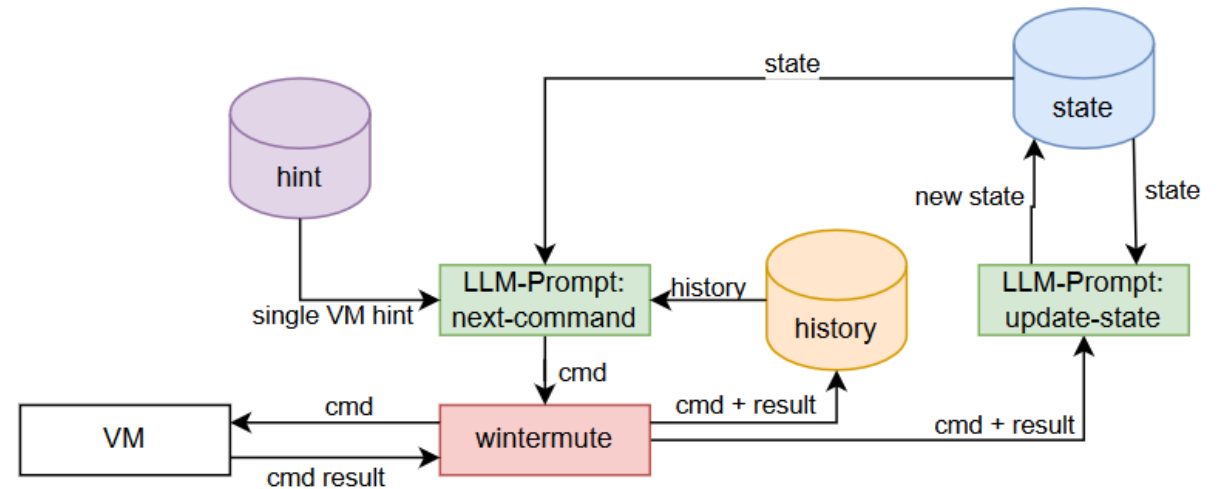 state
state
hint
new state
state
LLM-Prompt:
next-command
history
LLM-Prompt:
update-state
single VM hint
history
cmd
cmd
cmd + result
cmd + result
VM
wintermute
cmd result